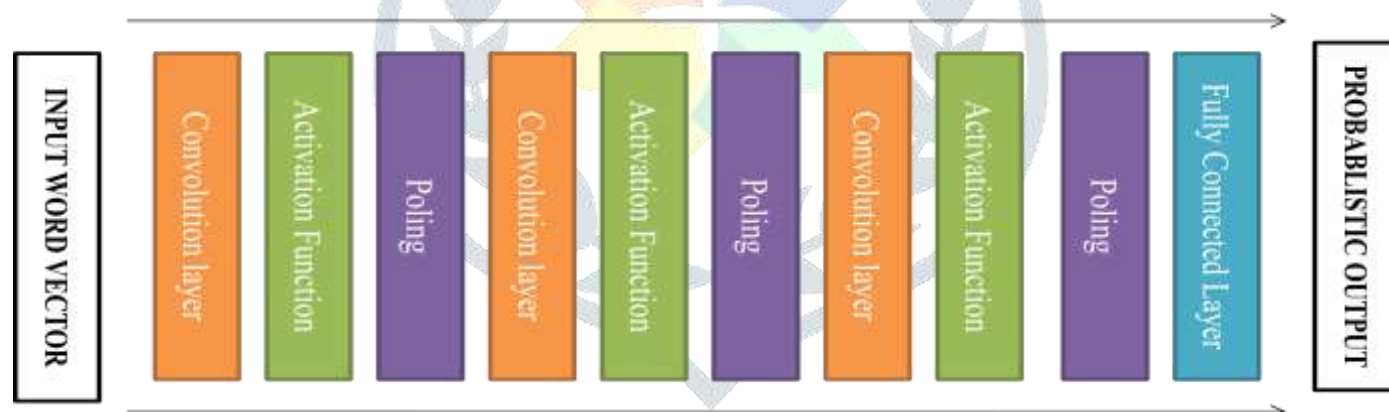 INPUT WORD VECTOR
Convolution layer
Activation Function
Poling
Convolution layer
Activation Function
Poling
Convolution layer
Activation Function
Poling
Fully Connected Layer
PROBABLISTIC OUTPUT